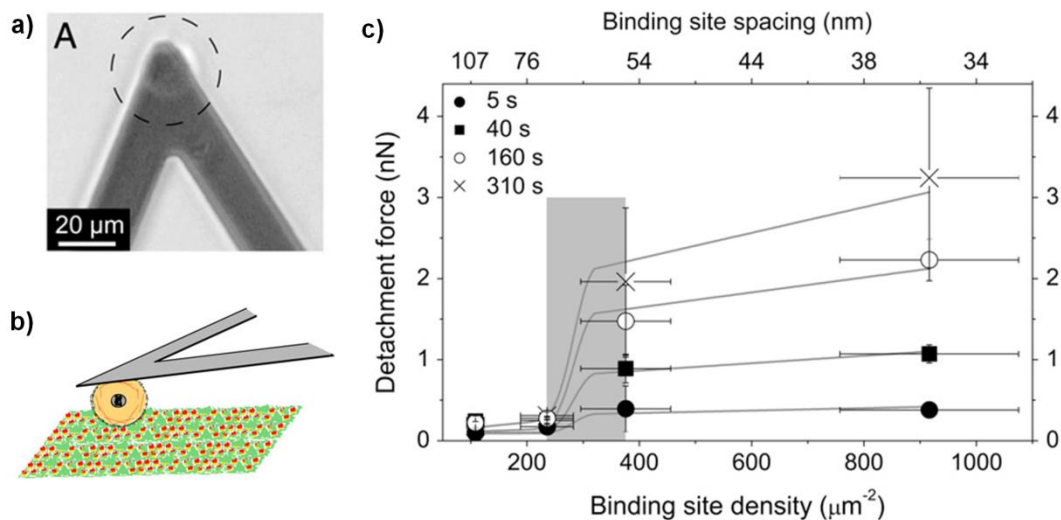 a)
A
20 μm
b)
c)
Binding site spacing (nm)
107 76 54 44 38 34
5 s
40 s
160 s
310 s
Detachment force (nN)
4
3
2
1
0
4
3
2
1
0
200 400 600 800 1000
Binding site density (μm⁻²)